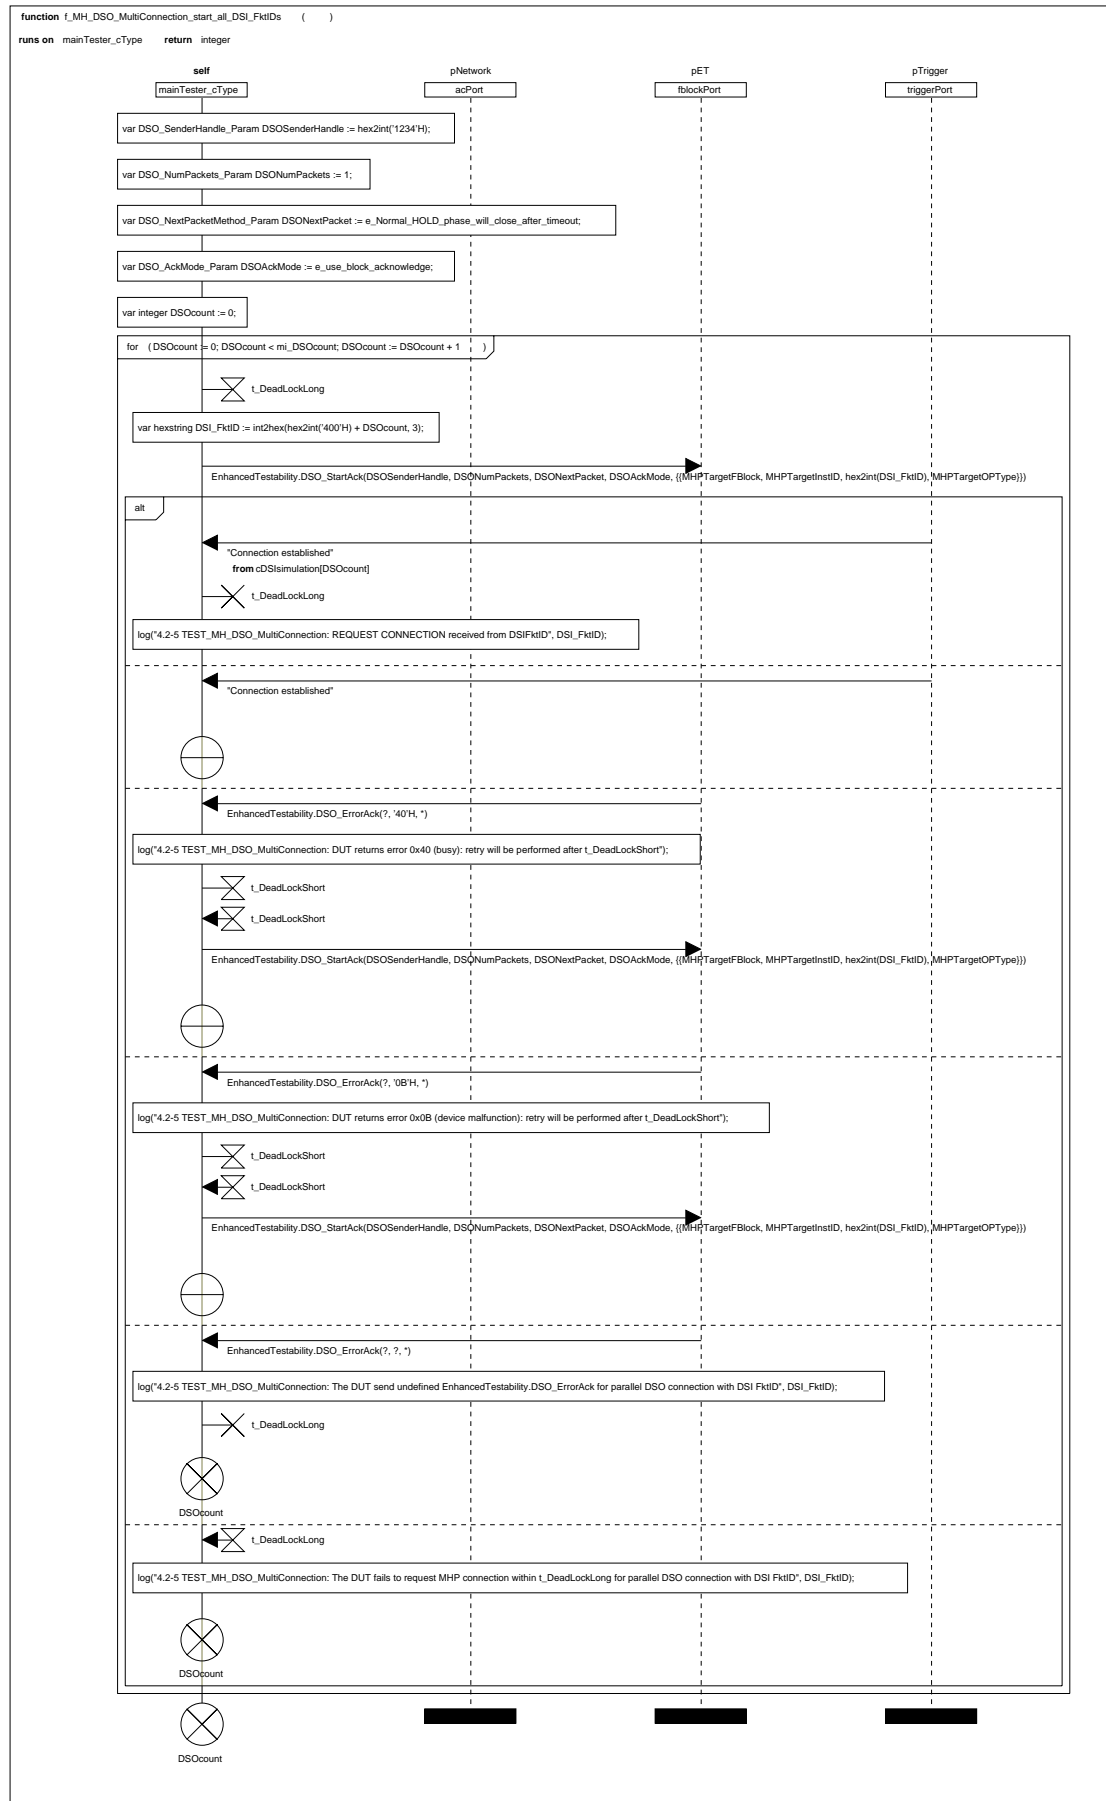 function f_MH_DSO_MultiConnection_start_all_DSI_FktIDs ( )
runs on mainTester_cType return integer
self pNetwork pET pTrigger
mainTester_cType acPort fblockPort triggerPort
var DSO_SenderHandle_Param DSOSenderHandle := hex2int('1234'H);
var DSO_NumPackets_Param DSONumPackets := 1;
var DSO_NextPacketMethod_Param DSONextPacket := e_Normal_HOLD_phase_will_close_after_timeout;
var DSO_AckMode_Param DSOAckMode := e_use_block_acknowledge;
var integer DSOcount := 0;
for ( DSOcount := 0; DSOcount < mi_DSOcount; DSOcount := DSOcount + 1 )
t_DeadLockLong
var hexstring DSI_FktID := int2hex(hex2int('400'H) + DSOcount, 3);
EnhancedTestability.DSO_StartAck(DSOSenderHandle, DSONumPackets, DSONextPacket, DSOAckMode, {{MHPTargetFBlock, MHPTargetInstID, hex2int(DSI_FktID), MHPTargetOPType}})
alt
"Connection established"
from cDSIsimulation[DSOcount]
t_DeadLockLong
log("4.2-5 TEST_MH_DSO_MultiConnection: REQUEST CONNECTION received from DSIFktID", DSI_FktID);
"Connection established"
EnhancedTestability.DSO_ErrorAck(?, '40'H, *)
log("4.2-5 TEST_MH_DSO_MultiConnection: DUT returns error 0x40 (busy): retry will be performed after t_DeadLockShort");
t_DeadLockShort
t_DeadLockShort
EnhancedTestability.DSO_StartAck(DSOSenderHandle, DSONumPackets, DSONextPacket, DSOAckMode, {{MHPTargetFBlock, MHPTargetInstID, hex2int(DSI_FktID), MHPTargetOPType}})
EnhancedTestability.DSO_ErrorAck(?, '0B'H, *)
log("4.2-5 TEST_MH_DSO_MultiConnection: DUT returns error 0x0B (device malfunction): retry will be performed after t_DeadLockShort");
t_DeadLockShort
t_DeadLockShort
EnhancedTestability.DSO_StartAck(DSOSenderHandle, DSONumPackets, DSONextPacket, DSOAckMode, {{MHPTargetFBlock, MHPTargetInstID, hex2int(DSI_FktID), MHPTargetOPType}})
EnhancedTestability.DSO_ErrorAck(?, ?, *)
log("4.2-5 TEST_MH_DSO_MultiConnection: The DUT send undefined EnhancedTestability.DSO_ErrorAck for parallel DSO connection with DSI FktID", DSI_FktID);
t_DeadLockLong
DSOcount
t_DeadLockLong
log("4.2-5 TEST_MH_DSO_MultiConnection: The DUT fails to request MHP connection within t_DeadLockLong for parallel DSO connection with DSI FktID", DSI_FktID);
DSOcount
DSOcount